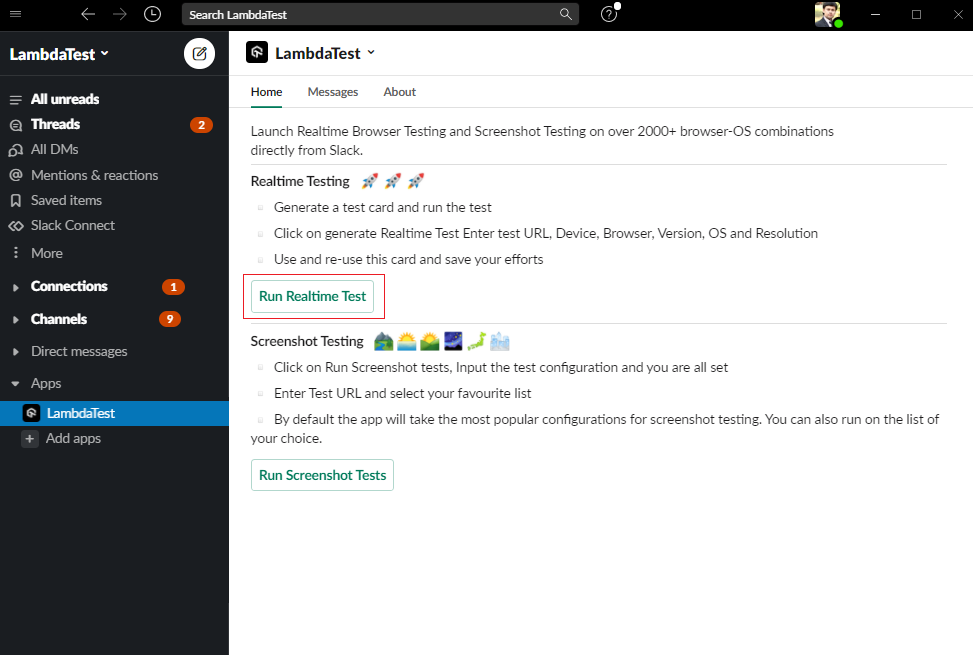 Search LambdaTest
LambdaTest
All unreads
Threads 2
All DMs
Mentions & reactions
Saved items
Slack Connect
More
Connections 1
Channels 9
Direct messages
Apps
LambdaTest
Add apps
LambdaTest
Home Messages About
Launch Realtime Browser Testing and Screenshot Testing on over 2000+ browser-OS combinations
directly from Slack.
Realtime Testing 🚀 🚀 🚀
Generate a test card and run the test
Click on generate Realtime Test Enter test URL, Device, Browser, Version, OS and Resolution
Use and re-use this card and save your efforts
Run Realtime Test
Screenshot Testing
Click on Run Screenshot tests, Input the test configuration and you are all set
Enter Test URL and select your favourite list
By default the app will take the most popular configurations for screenshot testing. You can also run on the list of
your choice.
Run Screenshot Tests